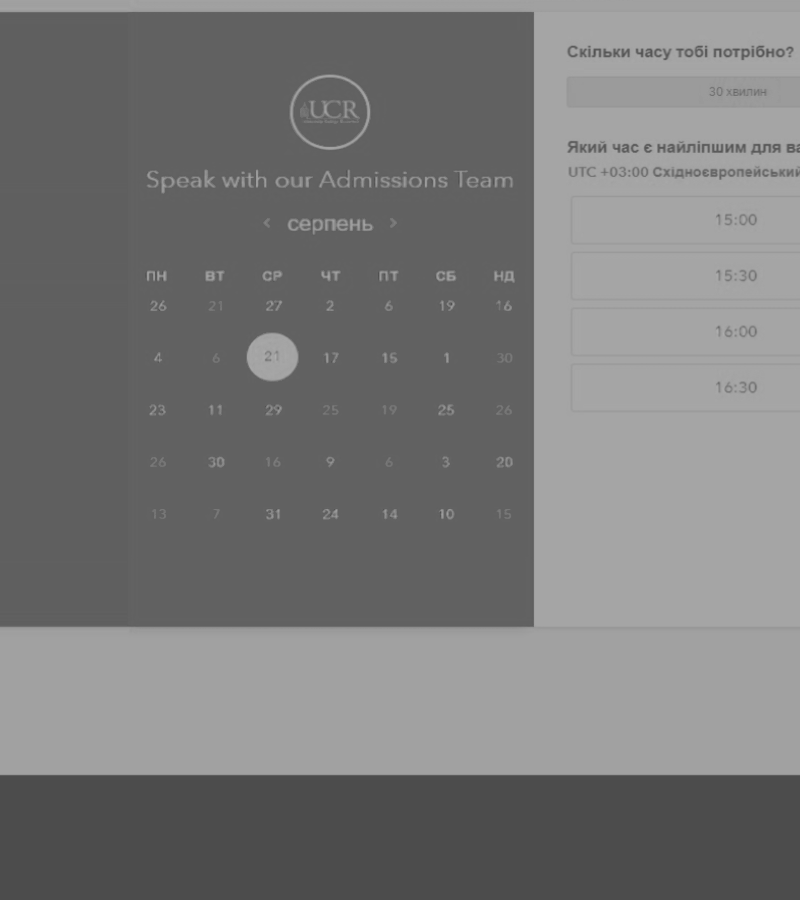 UCR
Speak with our Admissions Team
< серпень >
ПН ВТ СР ЧТ ПТ СБ НД
26 21 27 2 6 19 16
4 6 21 17 15 1 30
23 11 29 25 19 25 26
26 30 16 9 6 3 20
13 7 31 24 14 10 15
Скільки часу тобі потрібно?
30 хвилин
Який час є найліпшим для ва
UTC +03:00 Східноєвропейський
15:00
15:30
16:00
16:30